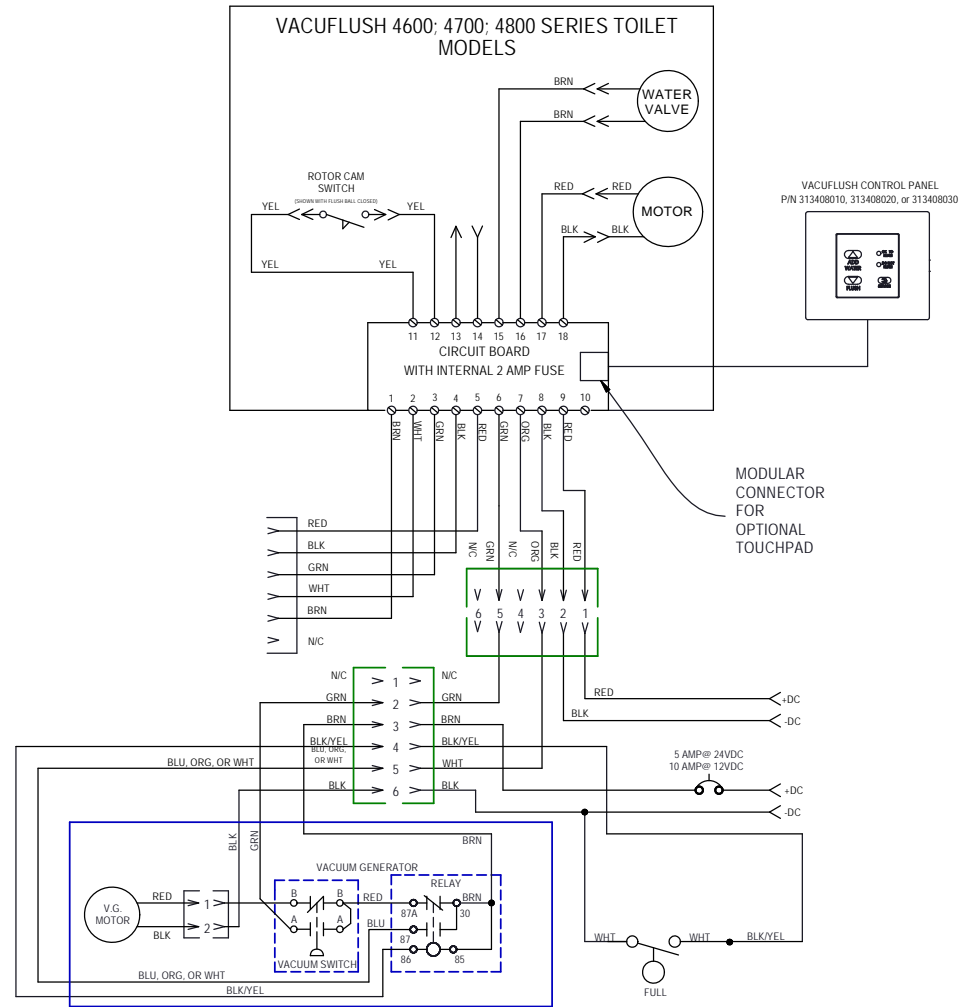 VACUFLUSH 4600; 4700; 4800 SERIES TOILET
MODELS
BRN
WATER
VALVE
BRN
ROTOR CAM
SWITCH
[SHOWN WITH FLUSH BALL CLOSED]
YEL
YEL
RED
RED
MOTOR
BLK
BLK
YEL
YEL
VACUFLUSH CONTROL PANEL
P/N 313408010, 313408020, or 313408030
ADD
WATER
FLUSH
11 12 13 14 15 16 17 18
CIRCUIT BOARD
WITH INTERNAL 2 AMP FUSE
1 2 3 4 5 6 7 8 9 10
BRN
WHT
GRN
BLK
RED
GRN
ORG
BLK
RED
MODULAR
CONNECTOR
FOR
OPTIONAL
TOUCHPAD
RED
BLK
GRN
WHT
BRN
N/C
N/C
GRN
N/C
ORG
BLK
RED
6 5 4 3 2 1
N/C
1
N/C
GRN
2
GRN
BRN
3
BRN
BLK/YEL
4
BLK/YEL
BLU, ORG,
OR WHT
BLU, ORG, OR WHT
5
WHT
BLK
6
BLK
RED
+DC
BLK
-DC
5 AMP@ 24VDC
10 AMP@ 12VDC
+DC
-DC
BLK
GRN
BRN
VACUUM GENERATOR
RELAY
V.G.
MOTOR
RED
1
BLK
2
B
B
A
A
VACUUM SWITCH
RED
BLU
87A
BRN
30
87
86
85
BLU, ORG, OR WHT
BLK/YEL
WHT
WHT
BLK/YEL
FULL